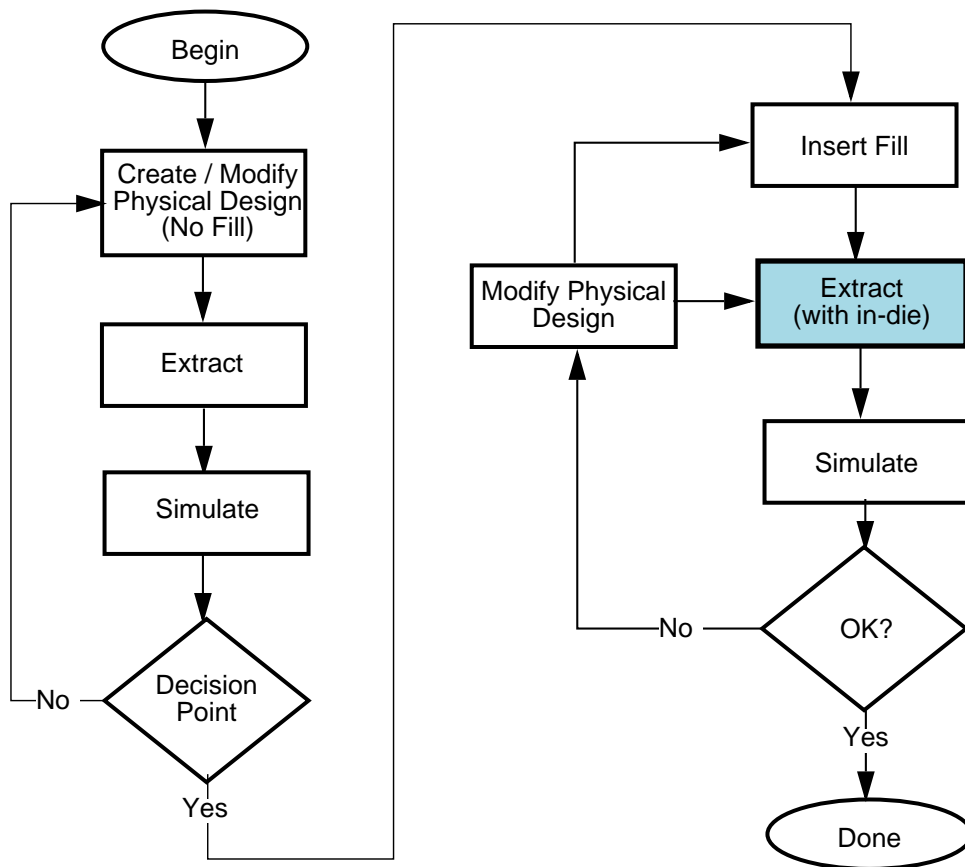 Begin
Create / Modify
Physical Design
(No Fill)
Extract
Simulate
Decision
Point
No
Yes
Insert Fill
Modify Physical
Design
Extract
(with in-die)
Simulate
OK?
No
Yes
Done